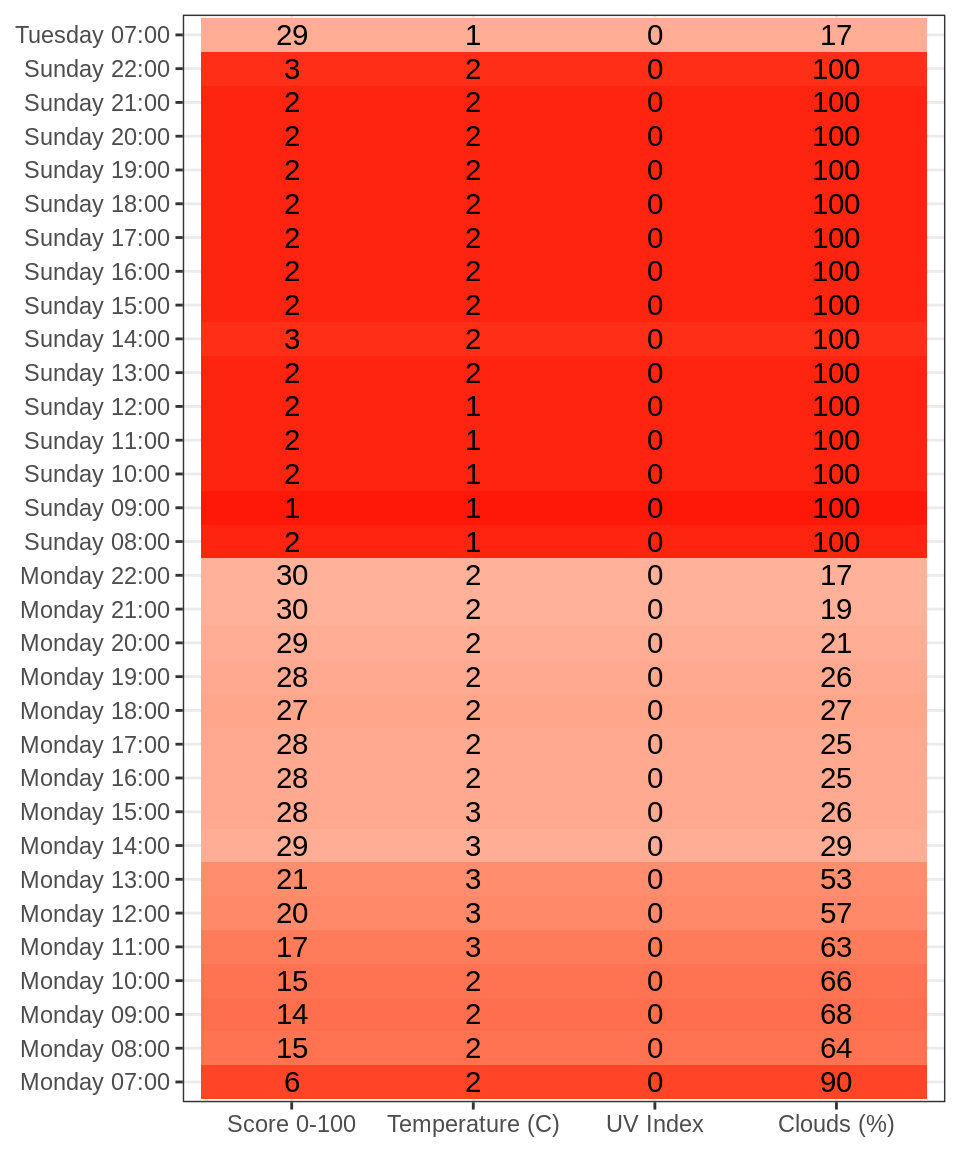 Tuesday 07:00 29 1 0 17
Sunday 22:00 3 2 0 100
Sunday 21:00 2 2 0 100
Sunday 20:00 2 2 0 100
Sunday 19:00 2 2 0 100
Sunday 18:00 2 2 0 100
Sunday 17:00 2 2 0 100
Sunday 16:00 2 2 0 100
Sunday 15:00 2 2 0 100
Sunday 14:00 3 2 0 100
Sunday 13:00 2 2 0 100
Sunday 12:00 2 1 0 100
Sunday 11:00 2 1 0 100
Sunday 10:00 2 1 0 100
Sunday 09:00 1 1 0 100
Sunday 08:00 2 1 0 100
Monday 22:00 30 2 0 17
Monday 21:00 30 2 0 19
Monday 20:00 29 2 0 21
Monday 19:00 28 2 0 26
Monday 18:00 27 2 0 27
Monday 17:00 28 2 0 25
Monday 16:00 28 2 0 25
Monday 15:00 28 3 0 26
Monday 14:00 29 3 0 29
Monday 13:00 21 3 0 53
Monday 12:00 20 3 0 57
Monday 11:00 17 3 0 63
Monday 10:00 15 2 0 66
Monday 09:00 14 2 0 68
Monday 08:00 15 2 0 64
Monday 07:00 6 2 0 90
Score 0-100 Temperature (C) UV Index Clouds (%)